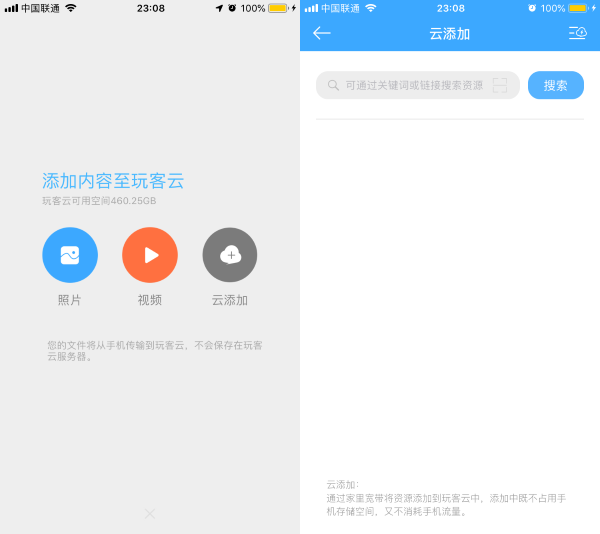 中国联通
23:08
100%
添加内容至玩客云
玩客云可用空间460.25GB
照片
视频
云添加
您的文件将从手机传输到玩客云，不会保存在玩客
云服务器。
中国联通
23:08
100%
云添加
可通过关键词或链接搜索资源
搜索
云添加：
通过家里宽带将资源添加到玩客云中，添加中既不占用手
机存储空间，又不消耗手机流量。